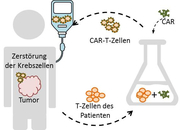 CAR
CAR-T-Zellen
Zerstörung
der Krebszellen
Tumor
T-Zellen des
Patienten
+